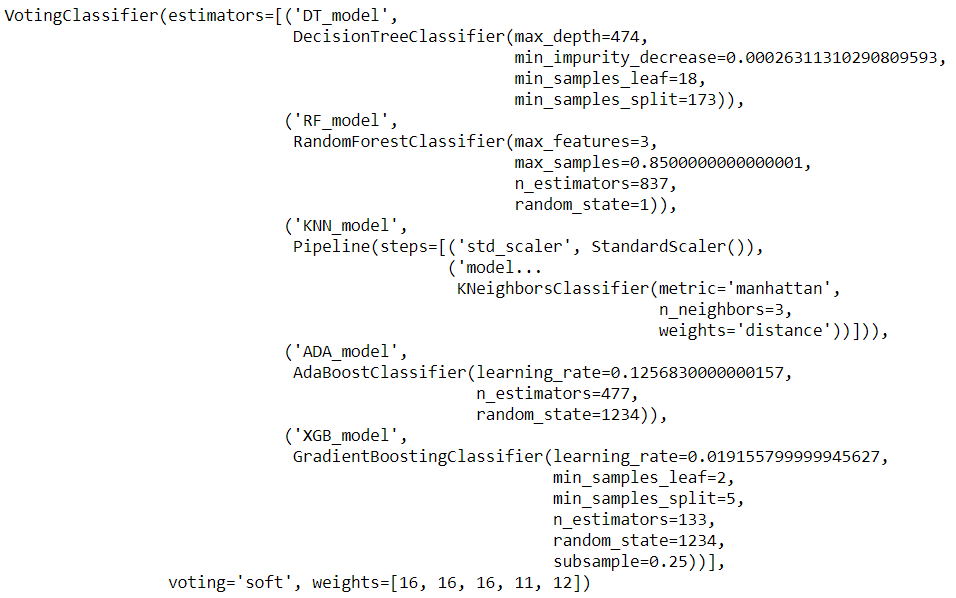 VotingClassifier(estimators=[('DT_model',
DecisionTreeClassifier(max_depth=474,
min_impurity_decrease=0.00026311310290809593,
min_samples_leaf=18,
min_samples_split=173)),
('RF_model',
RandomForestClassifier(max_features=3,
max_samples=0.8500000000000001,
n_estimators=837,
random_state=1)),
('KNN_model',
Pipeline(steps=[('std_scaler', StandardScaler()),
('model...
KNeighborsClassifier(metric='manhattan',
n_neighbors=3,
weights='distance'))])),
('ADA_model',
AdaBoostClassifier(learning_rate=0.1256830000000157,
n_estimators=477,
random_state=1234)),
('XGB_model',
GradientBoostingClassifier(learning_rate=0.019155799999945627,
min_samples_leaf=2,
min_samples_split=5,
n_estimators=133,
random_state=1234,
subsample=0.25))],
voting='soft', weights=[16, 16, 16, 11, 12])